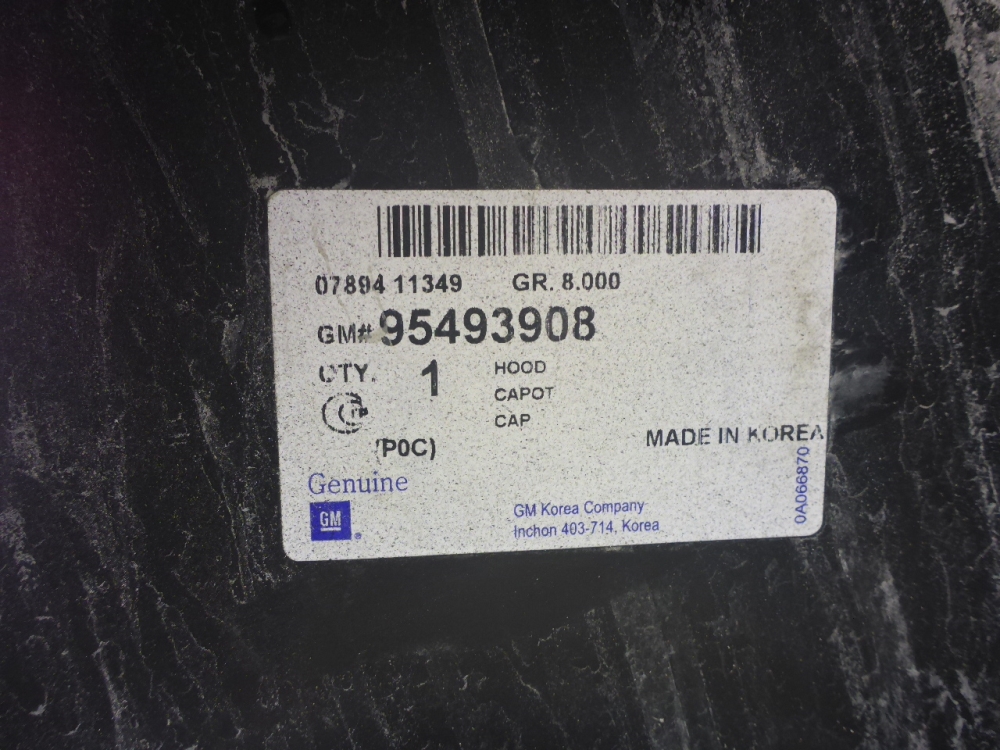 07894 11349 GR. 8.000
GM# 95493908
QTY. 1 HOOD
CAPOT
CAP
(P0C)
MADE IN KOREA
0A066870
Genuine
GM
GM Korea Company
Inchon 403-714, Korea